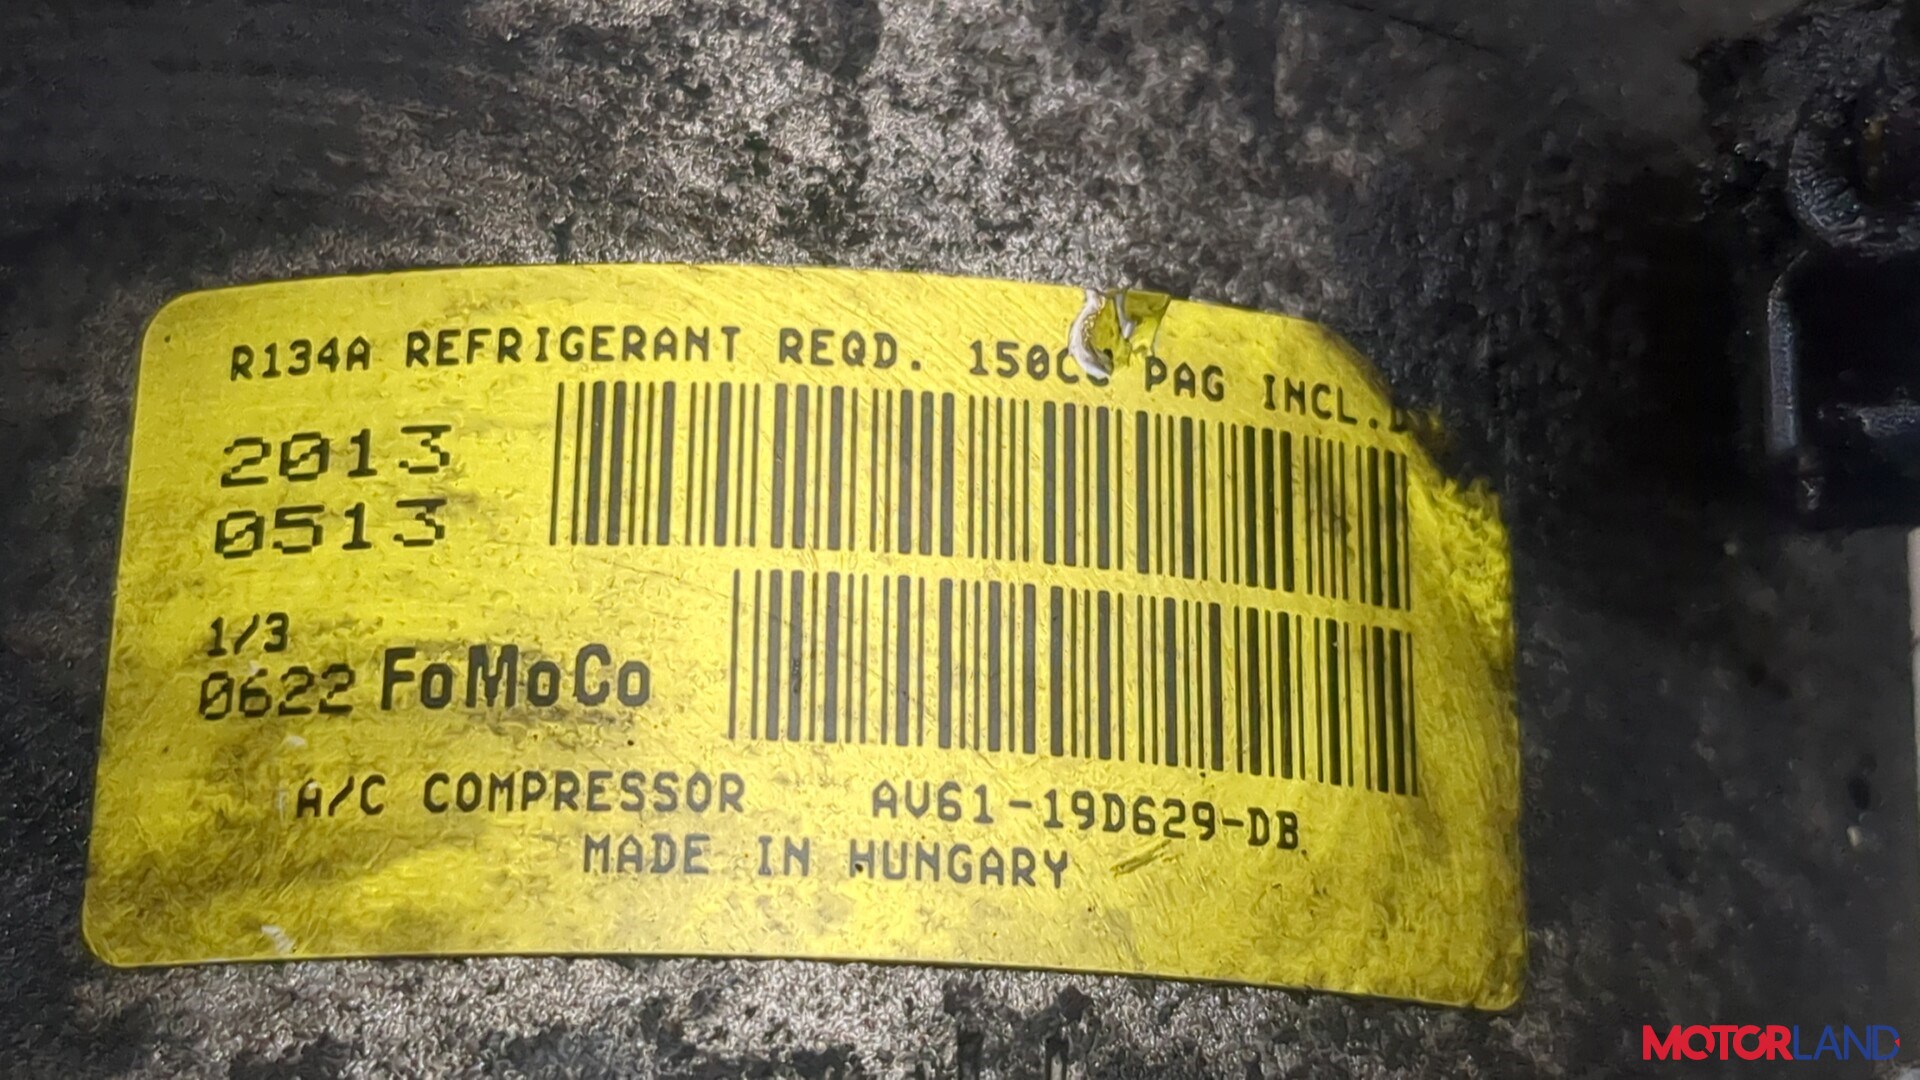 R134A REFRIGERANT REQD. 150CC PAG INCL.
2013
0513
1/3
0622 FoMoCo
A/C COMPRESSOR AV61-19D629-DB
MADE IN HUNGARY
MOTORLAND